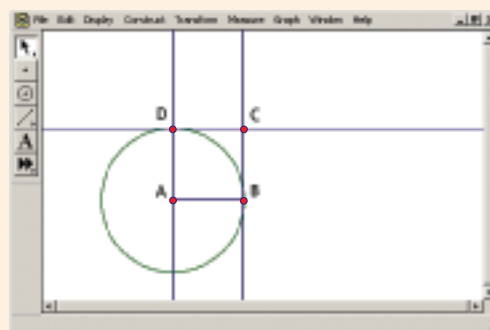 File Edit Display Construct Transform Measure Graph Window Help
D C
A B
A